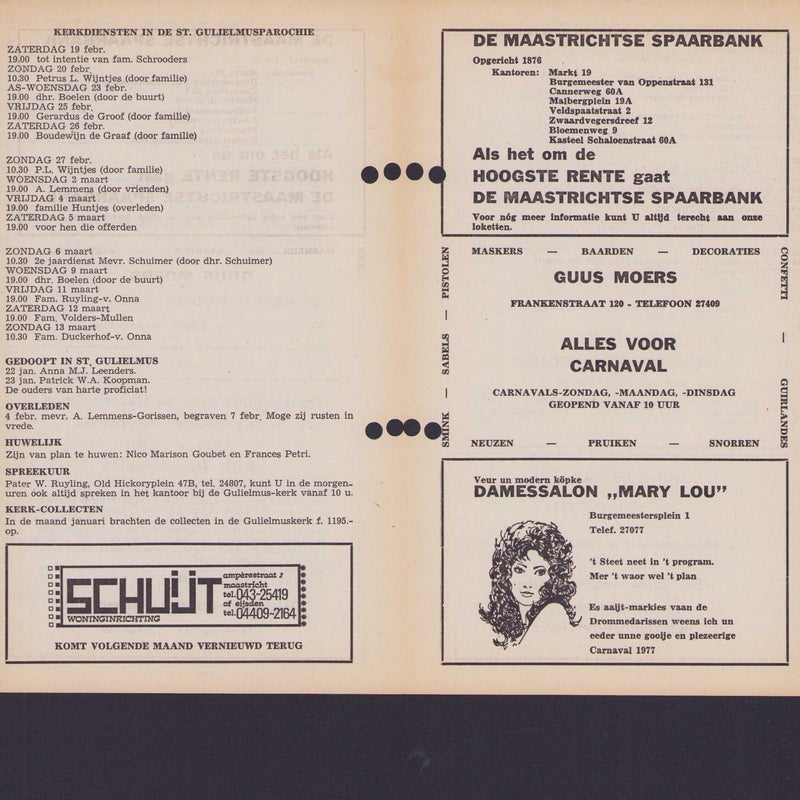 KERKDIENSTEN IN DE ST. GULIELMUSPAROCHIE
ZATERDAG 19 febr.
19.00 tot intentie van fam. Schrooders
ZONDAG 20 febr.
10.30 Petrus L. Wijntjes (door familie)
AS-WOENSDAG 23 febr.
19.00 dhr. Boelen (door de buurt)
VRIJDAG 25 febr.
19.00 Gerardus de Groof (door familie)
ZATERDAG 26 febr.
19.00 Boudewijn de Graaf (door familie)
ZONDAG 27 febr.
10.30 P.L. Wijntjes (door familie)
WOENSDAG 2 maart
19.00 A. Lemmens (door vrienden)
VRIJDAG 4 maart
19.00 familie Huntjes (overleden)
ZATERDAG 5 maart
19.00 voor hen die offerden
ZONDAG 6 maart
10.30 2e jaardienst Mevr. Schuimer (door dhr. Schuimer)
WOENSDAG 9 maart
19.00 dhr. Boelen (door de buurt)
VRIJDAG 11 maart
19.00 Fam. Ruyling-v. Onna
ZATERDAG 12 maart
19.00 Fam. Volders-Mullen
ZONDAG 13 maart
10.30 Fam. Duckerhof-v. Onna
GEDOOPT IN ST. GULIELMUS
22 jan. Anna M.J. Leenders.
23 jan. Patrick W.A. Koopman.
De ouders van harte proficiat!
OVERLEDEN
4 febr. mevr. A. Lemmens-Gorissen, begraven 7 febr. Moge zij rusten in
vrede.
HUWELIJK
Zijn van plan te huwen: Nico Marison Goubet en Frances Petri.
SPREEKUUR
Pater W. Ruyling, Old Hickoryplein 47B, tel. 24807, kunt U in de morgen-
uren óók altijd spreken in het kantoor bij de Gulielmus-kerk vanaf 10 u.
KERK-COLLECTEN
In de maand januari brachten de collecten in de Gulielmuskerk f. 1195.-
op.
SCHUIJT
WONINGINRICHTING
ampèrestraat 2
maastricht
tel. 043-25419
of eijsden
tel. 04409-2164
KOMT VOLGENDE MAAND VERNIEUWD TERUG
DE MAASTRICHTSE SPAARBANK
Opgericht 1876
Kantoren: Markt 19
Burgemeester van Oppenstraat 131
Cannerweg 60A
Malbergplein 19A
Veldspaatstraat 2
Zwaardvegersdreef 12
Bloemenweg 9
Kasteel Schaloenstraat 60A
Als het om de
HOOGSTE RENTE gaat
DE MAASTRICHTSE SPAARBANK
Voor nóg meer informatie kunt U altijd terecht aan onze
loketten.
MASKERS — BAARDEN — DECORATIES
SMINK — SABELS — PISTOLEN
CONFETTI — GUIRLANDES
GUUS MOERS
FRANKENSTRAAT 120 - TELEFOON 27409
ALLES VOOR
CARNAVAL
CARNAVALS-ZONDAG, -MAANDAG, -DINSDAG
GEOPEND VANAF 10 UUR
NEUZEN — PRUIKEN — SNORREN
Veur un modern köpke
DAMESSALON „MARY LOU”
Burgemeestersplein 1
Telef. 27077
't Steet neet in 't program.
Mer 't waor wel 't plan
Es aaijt-markies vaan de
Drommedarissen weens ich un
eeder unne gooije en plezeerige
Carnaval 1977